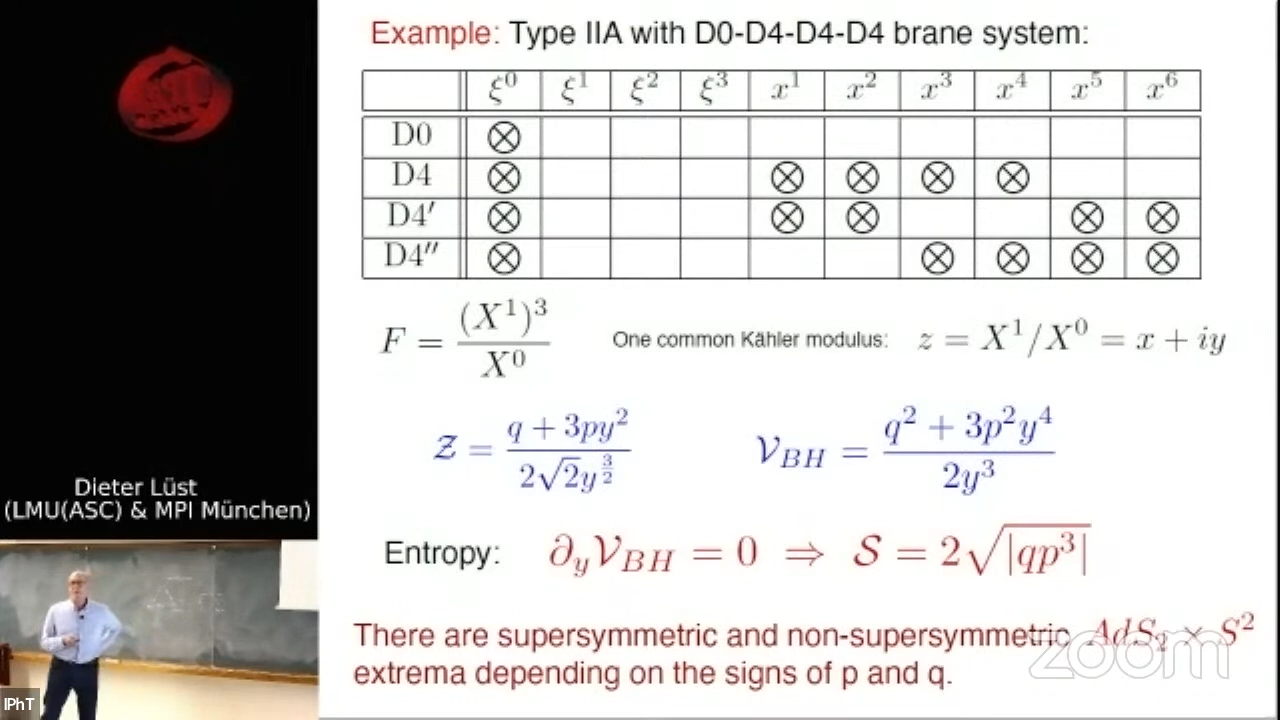 Example: Type IIA with D0-D4-D4-D4 brane system:
ξ⁰ ξ¹ ξ² ξ³ x¹ x² x³ x⁴ x⁵ x⁶
D0 ⊗
D4 ⊗ ⊗ ⊗ ⊗ ⊗
D4′ ⊗ ⊗ ⊗ ⊗ ⊗
D4″ ⊗ ⊗ ⊗ ⊗ ⊗
F = (X¹)³ / X⁰ One common Kähler modulus: z = X¹/X⁰ = x + iy
𝒵 = (q + 3py²) / (2√2 y^(3/2)) 𝒱_BH = (q² + 3p²y⁴) / (2y³)
Entropy: ∂_y 𝒱_BH = 0 ⇒ 𝒮 = 2√|qp³|
There are supersymmetric and non-supersymmetric AdS₂ × S²
extrema depending on the signs of p and q.
zoom
Dieter Lüst
(LMU(ASC) & MPI München)
IPhT